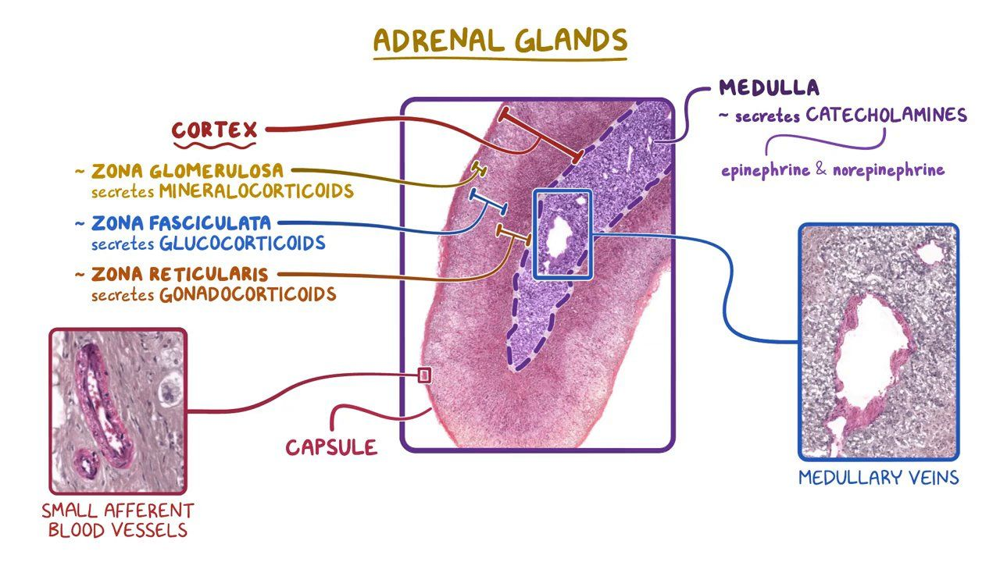 ADRENAL GLANDS
CORTEX
~ ZONA GLOMERULOSA
secretes MINERALOCORTICOIDS
~ ZONA FASCICULATA
secretes GLUCOCORTICOIDS
~ ZONA RETICULARIS
secretes GONADOCORTICOIDS
MEDULLA
~ secretes CATECHOLAMINES
epinephrine & norepinephrine
CAPSULE
SMALL AFFERENT
BLOOD VESSELS
MEDULLARY VEINS